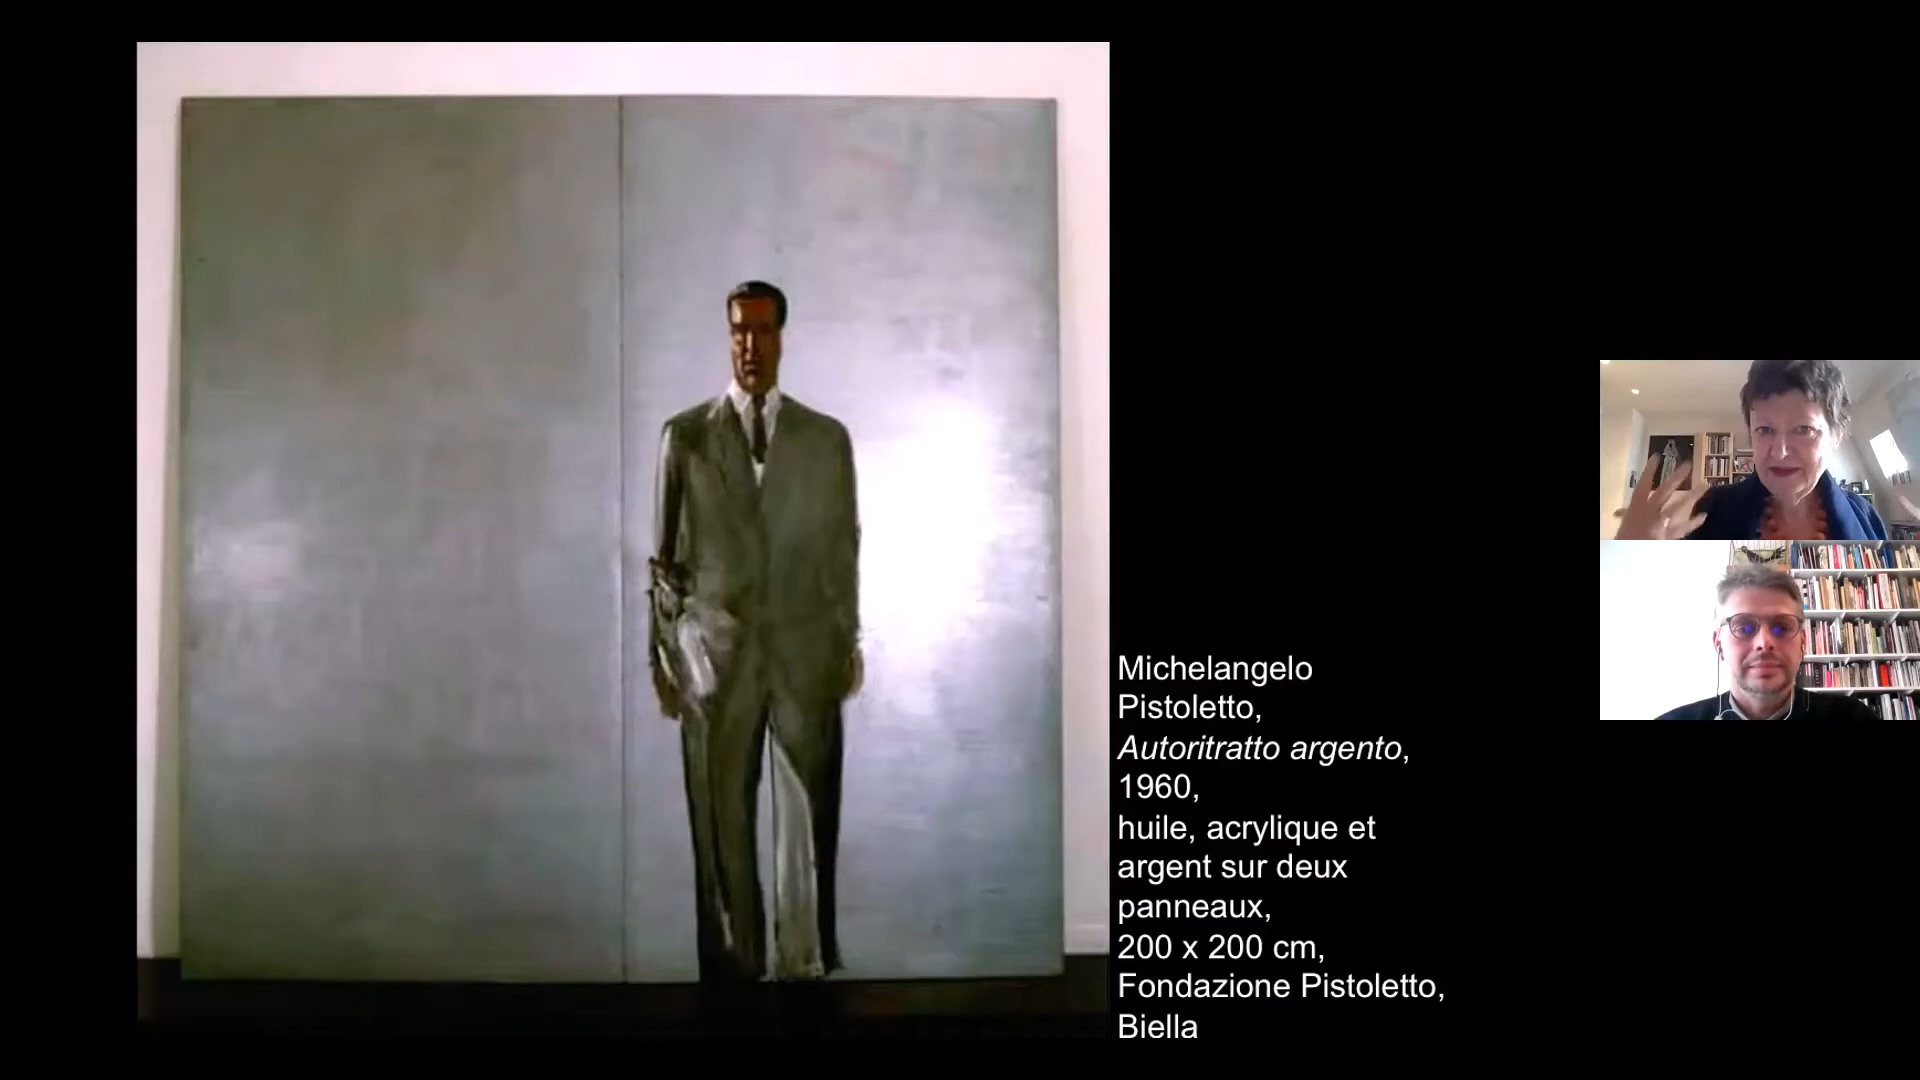 Michelangelo
Pistoletto,
Autoritratto argento,
1960,
huile, acrylique et
argent sur deux
panneaux,
200 x 200 cm,
Fondazione Pistoletto,
Biella